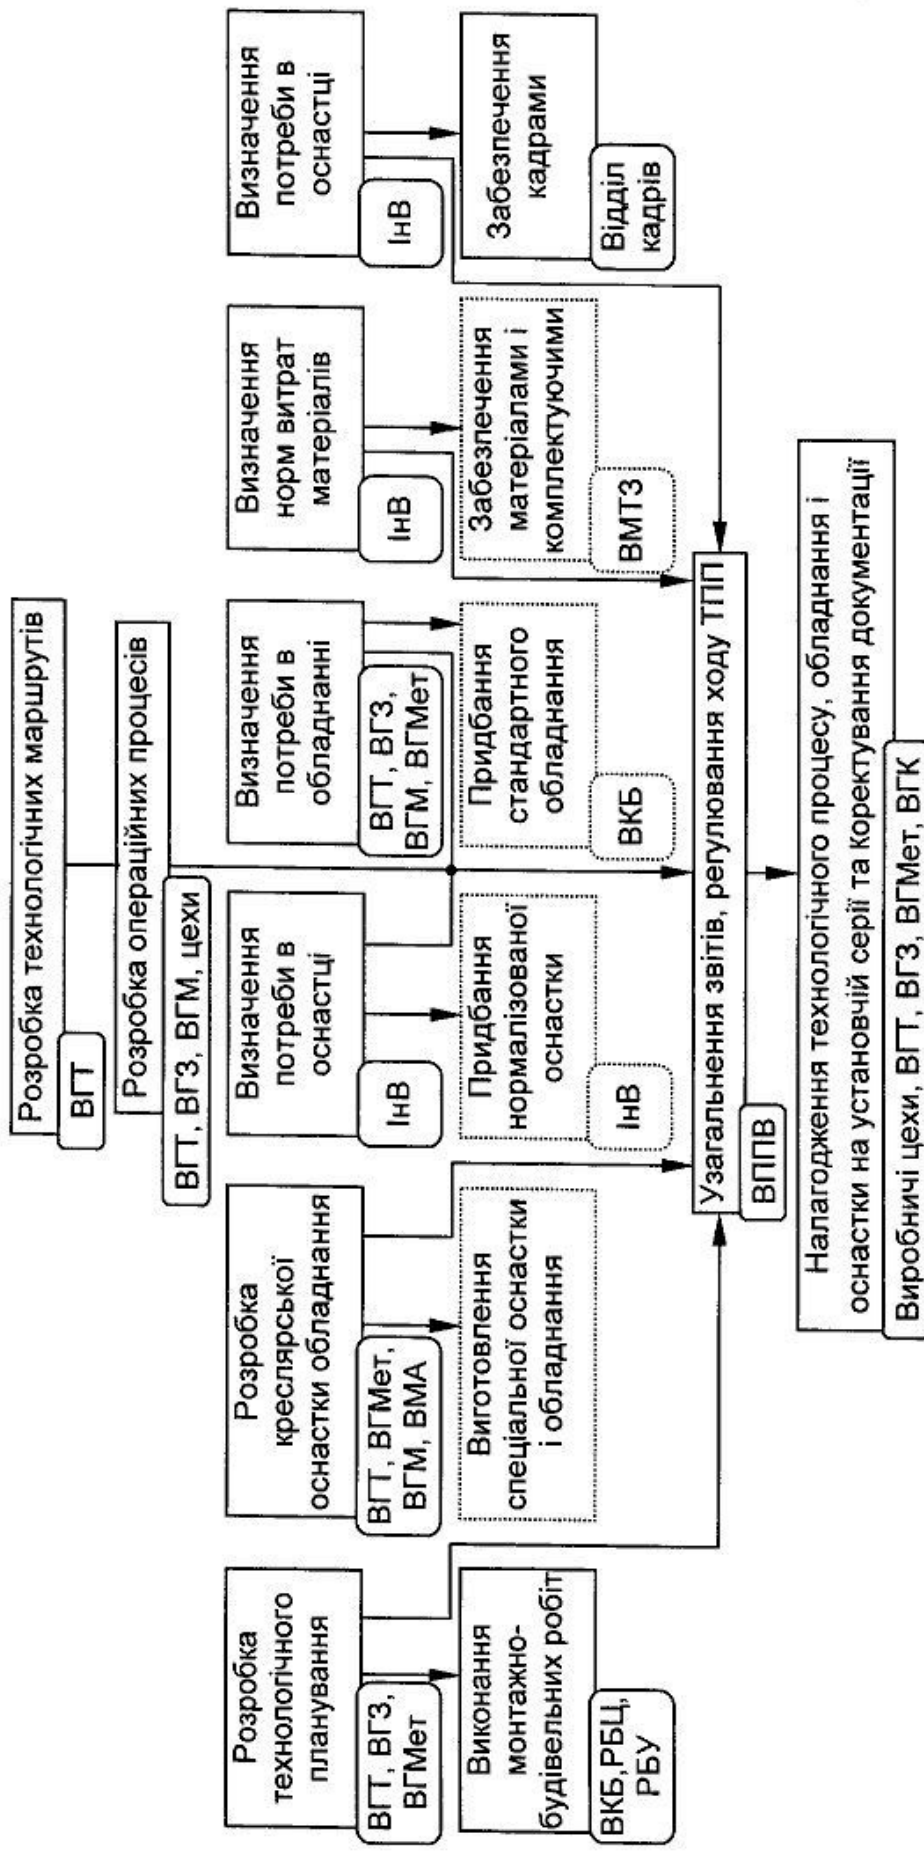 Розробка технологічних маршрутів
ВГТ
Розробка операційних процесів
ВГТ, ВГЗ, ВГМ, цехи
Розробка
технологічного
планування
ВГТ, ВГЗ,
ВГМет
Розробка
креслярської
оснастки обладнання
ВГТ, ВГМет,
ВГМ, ВМА
Визначення
потреби в
оснастці
ІнВ
Визначення
потреби в
обладнанні
ВГТ, ВГЗ,
ВГМ, ВГМет
Визначення
норм витрат
матеріалів
ІнВ
Визначення
потреби в
оснастці
ІнВ
Виконання
монтажно-
будівельних робіт
ВКБ,РБЦ,
РБУ
Виготовлення
спеціальної оснастки
і обладнання
Придбання
нормалізованої
оснастки
ІнВ
Придбання
стандартного
обладнання
ВКБ
Забезпечення
матеріалами і
комплектуючими
ВМТЗ
Забезпечення
кадрами
Відділ
кадрів
Узагальнення звітів, регулювання ходу ТПП
ВППВ
Налагодження технологічного процесу, обладнання і
оснастки на установчій серії та коректування документації
Виробничі цехи, ВГТ, ВГЗ, ВГМет, ВГК